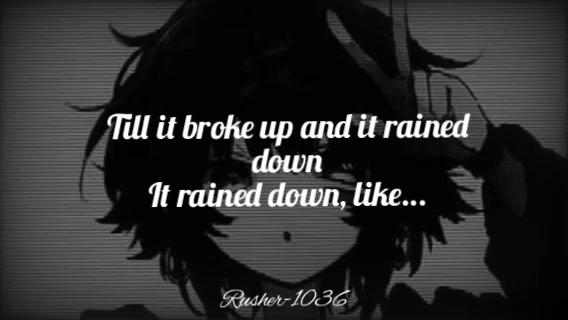 Till it broke up and it rained
down
It rained down, like...
Rusher-1036